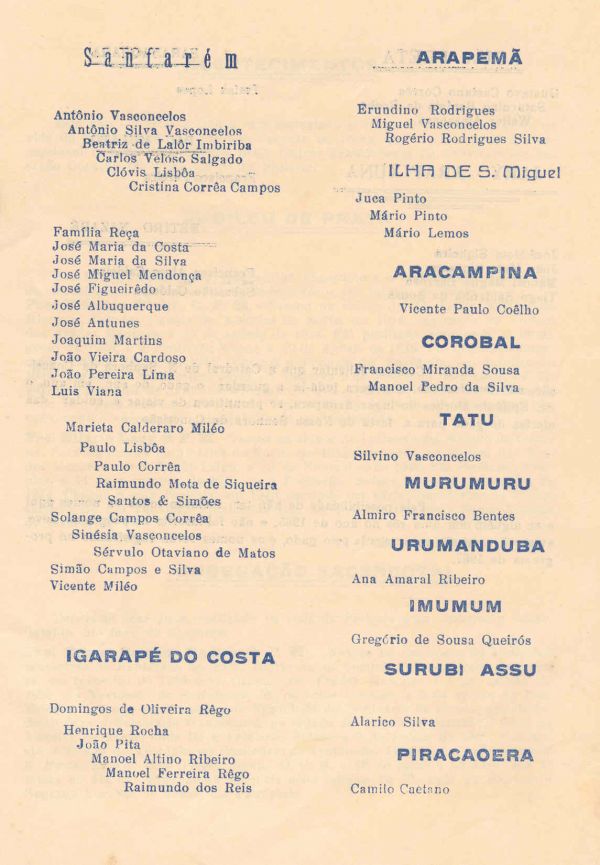 Santarém
Antônio Vasconcelos
Antônio Silva Vasconcelos
Beatriz de Lalôr Imbiriba
Carlos Veloso Salgado
Clóvis Lisbôa
Cristina Corrêa Campos
Família Reça
José Maria da Costa
José Maria da Silva
José Miguel Mendonça
José Figueirêdo
José Albuquerque
José Antunes
Joaquim Martins
João Vieira Cardoso
João Pereira Lima
Luis Viana
Marieta Calderaro Miléo
Paulo Lisbôa
Paulo Corrêa
Raimundo Mota de Siqueira
Santos & Simões
Solange Campos Corrêa
Sinésia Vasconcelos
Sérvulo Otaviano de Matos
Simão Campos e Silva
Vicente Miléo
IGARAPÉ DO COSTA
Domingos de Oliveira Rêgo
Henrique Rocha
João Pita
Manoel Altino Ribeiro
Manoel Ferreira Rêgo
Raimundo dos Reis
ARAPEMÃ
Erundino Rodrigues
Miguel Vasconcelos
Rogério Rodrigues Silva
ILHA DE S. Miguel
Juca Pinto
Mário Pinto
Mário Lemos
ARACAMPINA
Vicente Paulo Coêlho
COROBAL
Francisco Miranda Sousa
Manoel Pedro da Silva
TATU
Silvino Vasconcelos
MURUMURU
Almiro Francisco Bentes
URUMANDUBA
Ana Amaral Ribeiro
IMUMUM
Gregório de Sousa Queirós
SURUBI ASSU
Alarico Silva
PIRACAOERA
Camilo Caetano